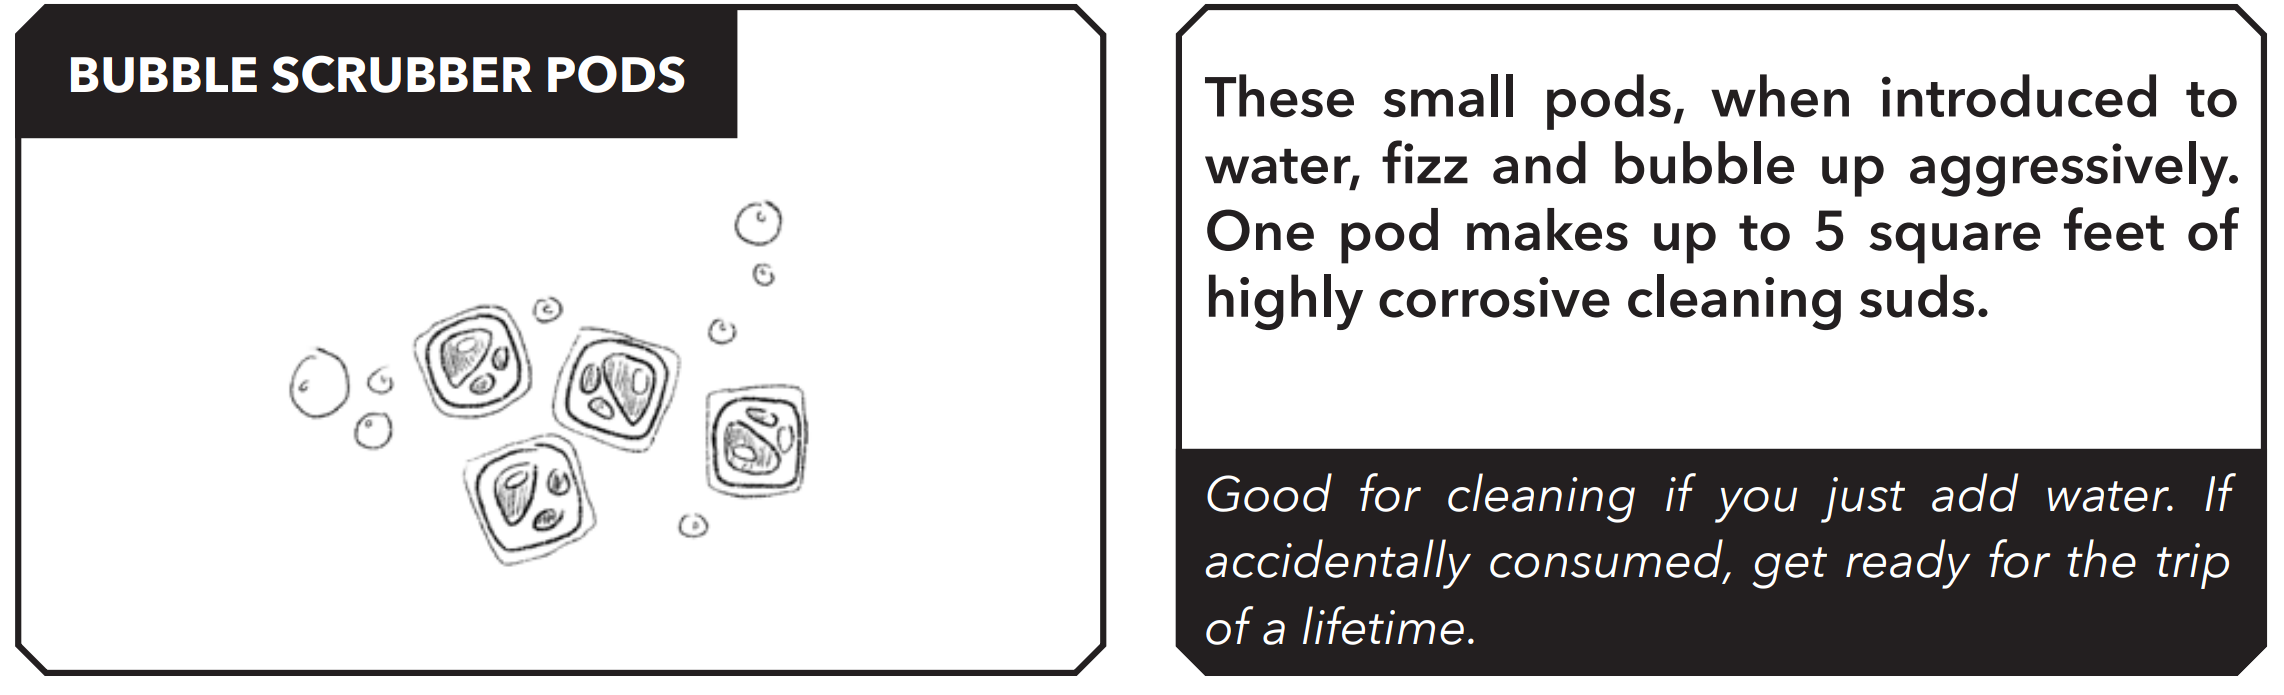 BUBBLE SCRUBBER PODS
These small pods, when introduced to
water, fizz and bubble up aggressively.
One pod makes up to 5 square feet of
highly corrosive cleaning suds.
Good for cleaning if you just add water. If
accidentally consumed, get ready for the trip
of a lifetime.